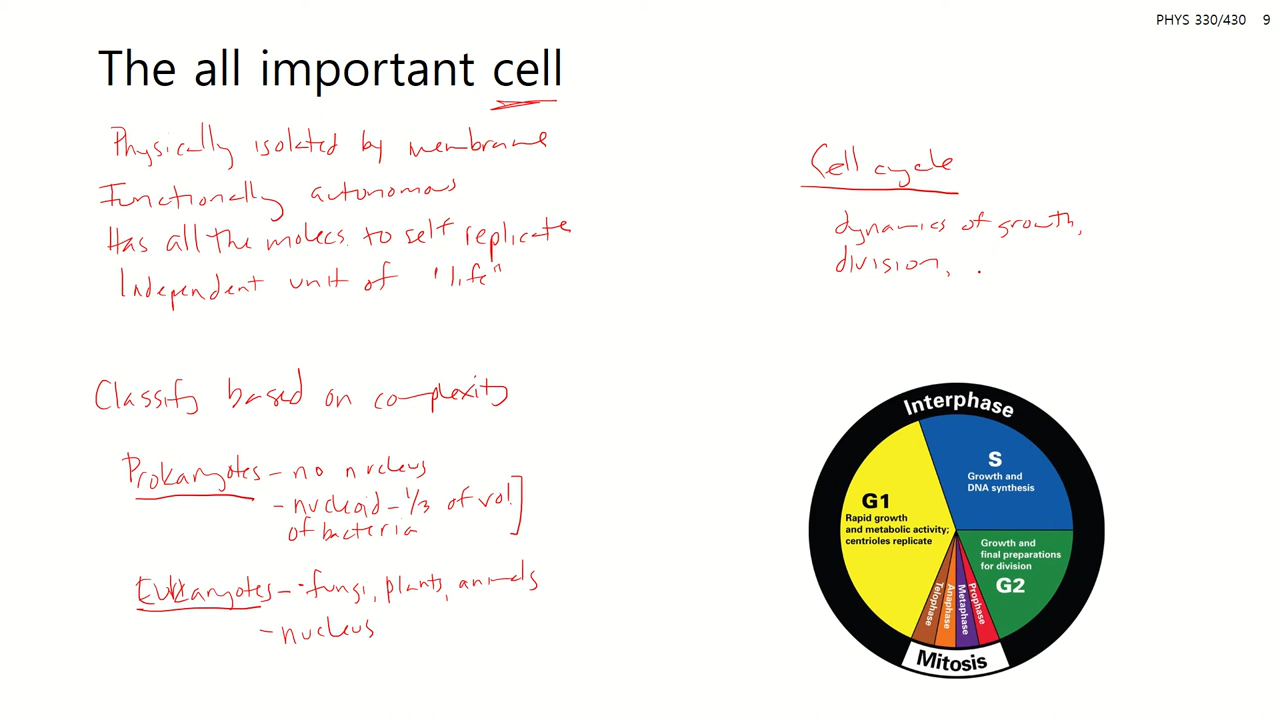 PHYS 330/430 9
The all important cell
Physically isolated by membrane
Functionally autonomous
Has all the molecs. to self replicate
Independent unit of "life"
Classify based on complexity
Prokaryotes - no nucleus
- nucleoid - 1/3 of vol
of bacteria
Eukaryotes - fungi, plants, animals
- nucleus
Cell cycle
dynamics of growth,
division,
Interphase
S
Growth and
DNA synthesis
G1
Rapid growth
and metabolic activity;
centrioles replicate
Growth and
final preparations
for division
G2
Telophase
Anaphase
Metaphase
Prophase
Mitosis